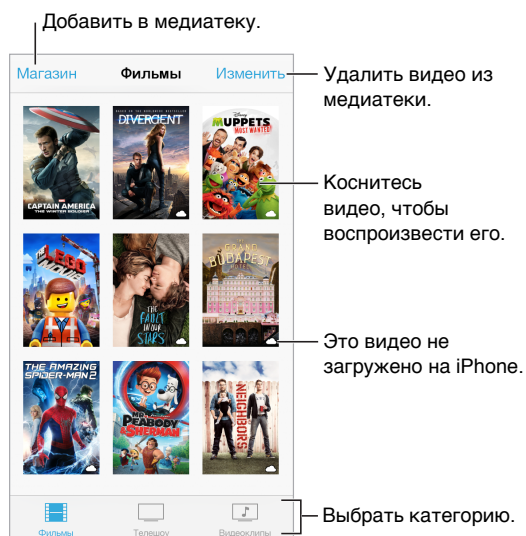 Добавить в медиатеку.
Магазин
Фильмы
Изменить
Удалить видео из
медиатеки.
CAPTAIN AMERICA
THE WINTER SOLDIER
DIVERGENT
Disney
MUPPETS
MOST WANTED
Коснитесь
видео, чтобы
воспроизвести его.
THE LEGO
MOVIE
THE
FAULT
IN OUR
STARS
GRAND
BUDAPEST
HOTEL
Это видео не
загружено на iPhone.
THE AMAZING
SPIDER-MAN 2
MR.
PEABODY
&SHERMAN
NEIGHBORS
Фильмы
Телешоу
Видеоклипы
Выбрать категорию.